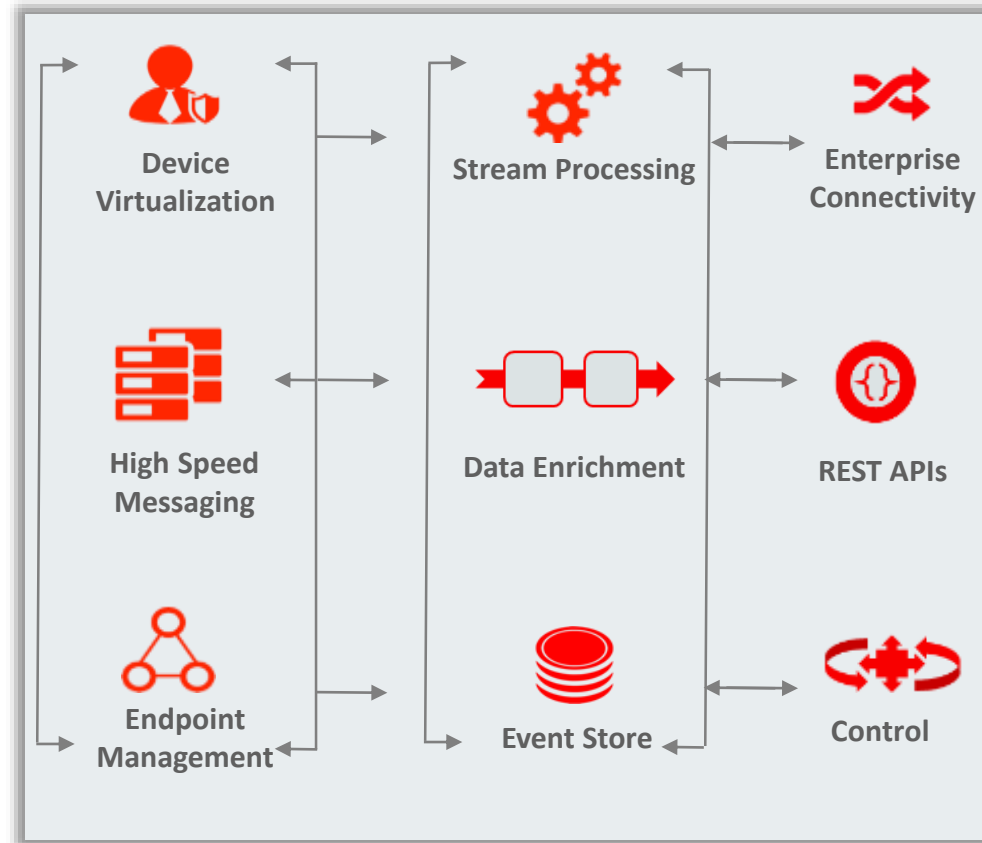 Device
Virtualization
Stream Processing
Enterprise
Connectivity
High Speed
Messaging
Data Enrichment
{}
REST APIs
Endpoint
Management
Event Store
Control